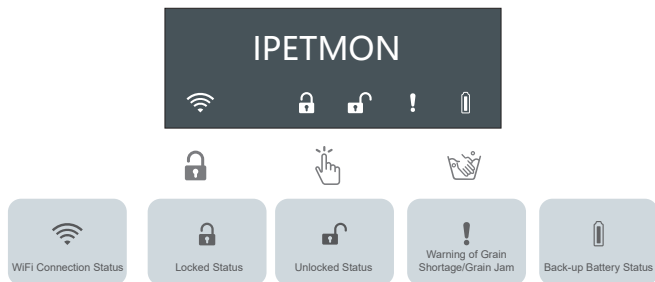 IPETMON
WiFi Connection Status
Locked Status
Unlocked Status
Warning of Grain
Shortage/Grain Jam
Back-up Battery Status